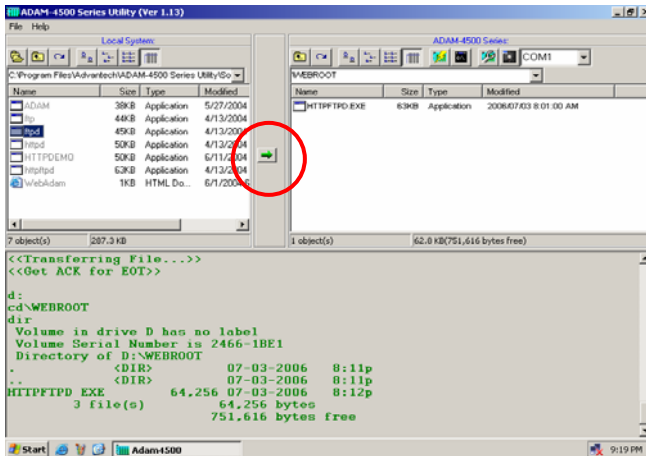 ADAM-4500 Series Utility (Ver 1.13)
File Help
Local System:
C:\Program Files\Advantech\ADAM-4500 Series Utility\So
Name Size Type Modified
ADAM 38KB Application 5/27/2004
ftp 44KB Application 4/13/2004
ftpd 45KB Application 4/13/2004
httpd 50KB Application 4/13/2004
HTTPDEMO 50KB Application 6/11/2004
httpftpd 63KB Application 4/13/2004
WebAdam 1KB HTML Do... 6/1/2004 6
7 object(s) 287.3 KB
ADAM-4500 Series:
COM1
\WEBROOT
Name Size Type Modified
HTTPFTPD.EXE 63KB Application 2006/07/03 8:01:00 AM
1 object(s) 62.8 KB(751,616 bytes free)
<<Transferring File...>>
<<Get ACK for EOT>>
d:
cd\WEBROOT
dir
Volume in drive D has no label
Volume Serial Number is 2466-1BE1
Directory of D:\WEBROOT
. <DIR> 07-03-2006 8:11p
.. <DIR> 07-03-2006 8:11p
HTTPFTPD EXE 64,256 07-03-2006 8:12p
3 file(s) 64,256 bytes
751,616 bytes free
Start Adam4500 9:19 PM